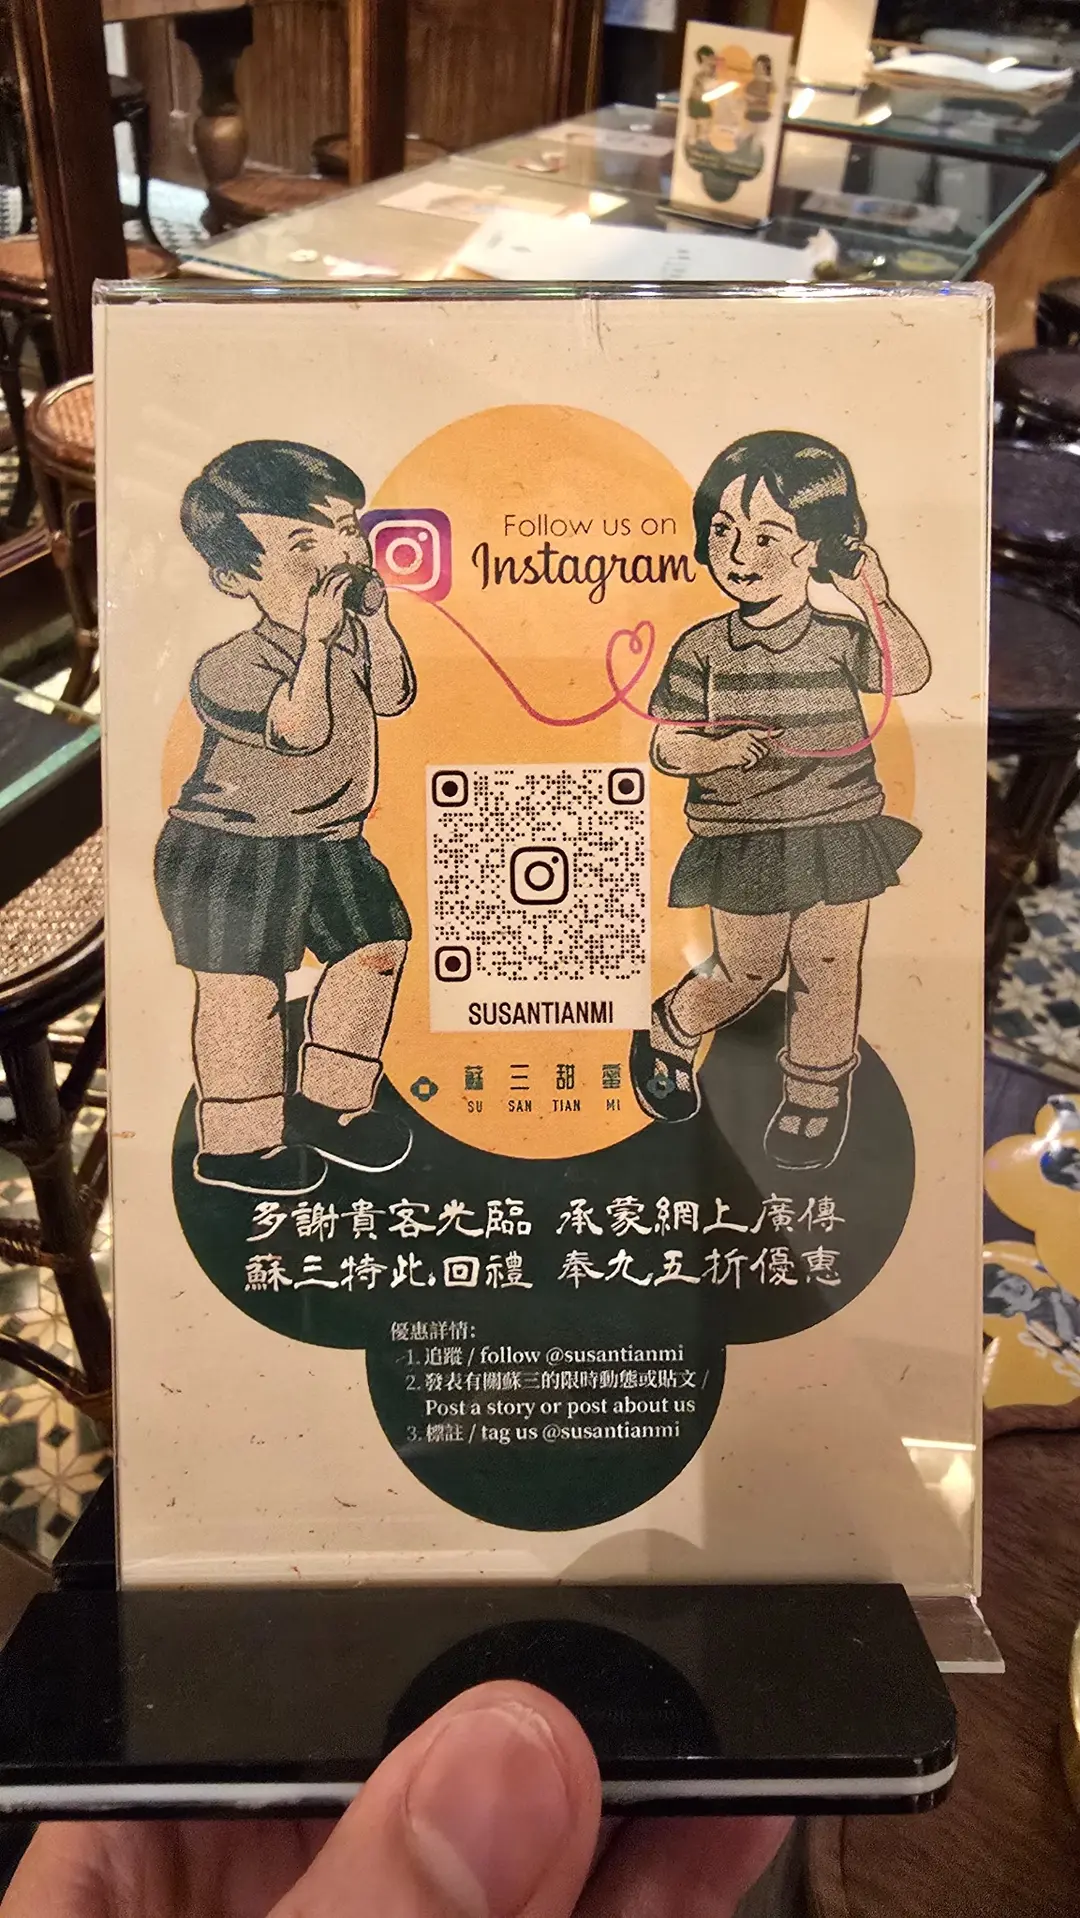 Follow us on
Instagram
SUSANTIANMI
蘇三甜蜜
SU SAN TIAN MI
多謝貴客光臨 承蒙網上廣傳
蘇三特此回禮 奉九五折優惠
優惠詳情:
1. 追蹤 / follow @susantianmi
2. 發表有關蘇三的限時動態或貼文 /
Post a story or post about us
3. 標註 / tag us @susantianmi